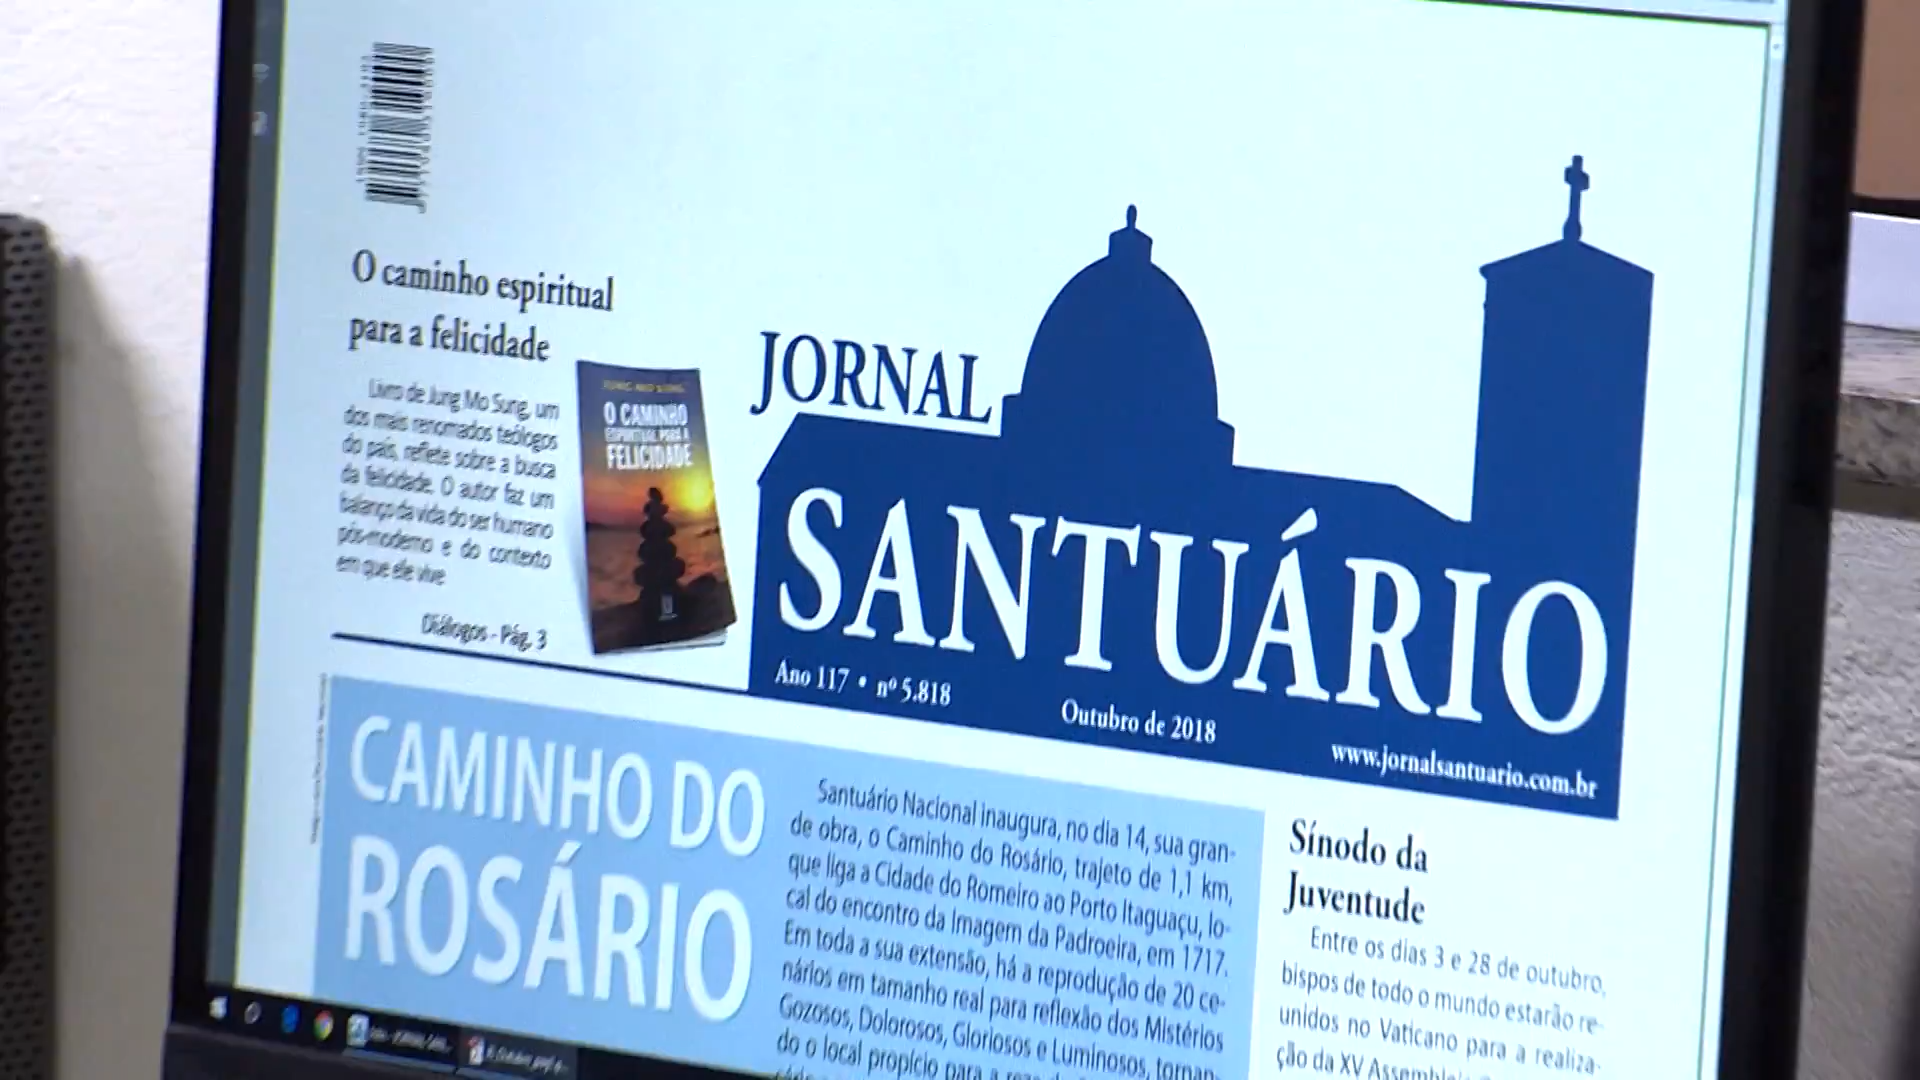 O caminho espiritual
para a felicidade
Livro de Jung Mo Sung, um
dos mais renomados teólogos
do país, reflete sobre a busca
da felicidade. O autor faz um
balanço da vida do ser humano
pós-moderno e do contexto
em que ele vive
Diálogos - Pág. 3
JUNG MO SUNG
O CAMINHO
ESPIRITUAL PARA A
FELICIDADE
JORNAL
SANTUÁRIO
Ano 117 • nº 5.818
Outubro de 2018
www.jornalsantuario.com.br
CAMINHO DO
ROSÁRIO
Santuário Nacional inaugura, no dia 14, sua gran-
de obra, o Caminho do Rosário, trajeto de 1,1 km,
que liga a Cidade do Romeiro ao Porto Itaguaçu, lo-
cal do encontro da Imagem da Padroeira, em 1717.
Em toda a sua extensão, há a reprodução de 20 ce-
nários em tamanho real para reflexão dos Mistérios
Gozosos, Dolorosos, Gloriosos e Luminosos, tornan-
do o local propício para a
Sínodo da
Juventude
Entre os dias 3 e 28 de outubro,
bispos de todo o mundo estarão re-
unidos no Vaticano para a realiza-
ção da XV